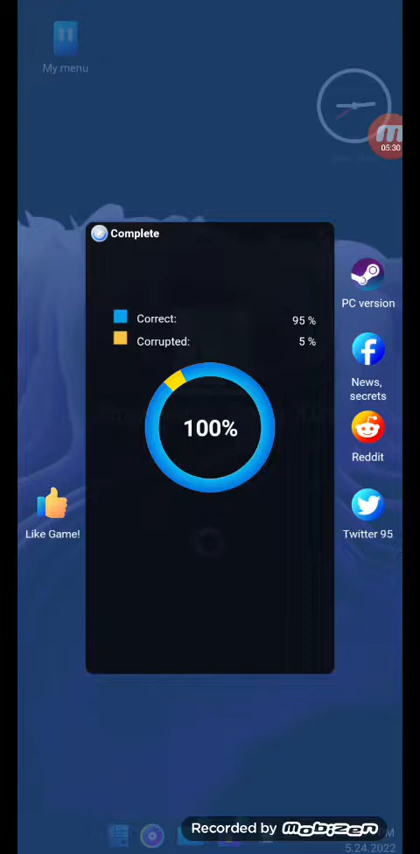 My menu
05:30
Complete
Correct: 95 %
Corrupted: 5 %
100%
PC version
News,
secrets
Reddit
Like Game!
Twitter 95
Recorded by mobizen
5.24.2022